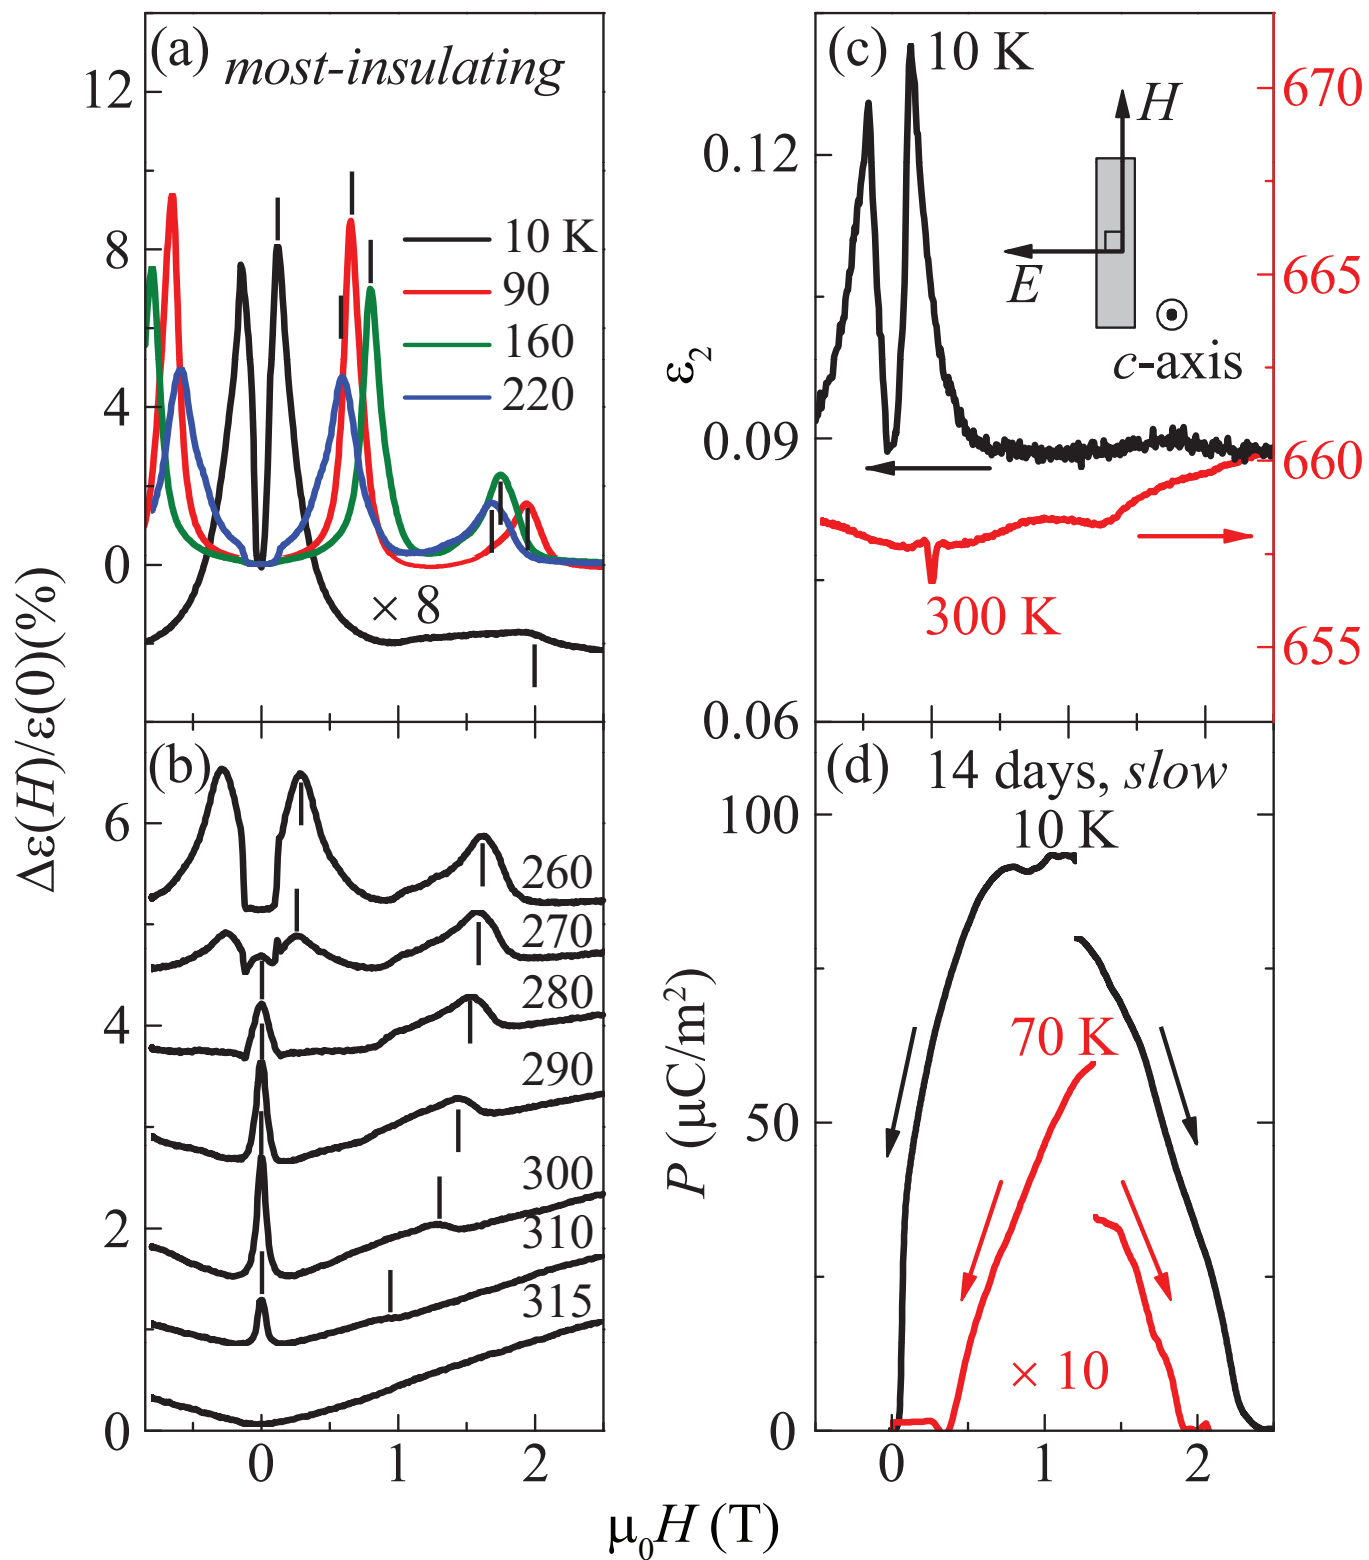 (a) most-insulating
12
8
4
0
10 K
90
160
220
× 8
Δε(H)/ε(0)(%)
(b)
6
4
2
0
260
270
280
290
300
310
315
0 1 2
(c) 10 K
0.12
0.09
0.06
ε2
670
665
660
655
H
E
c-axis
300 K
(d) 14 days, slow
10 K
100
50
0
P (μC/m²)
70 K
× 10
0 1 2
μ0H (T)